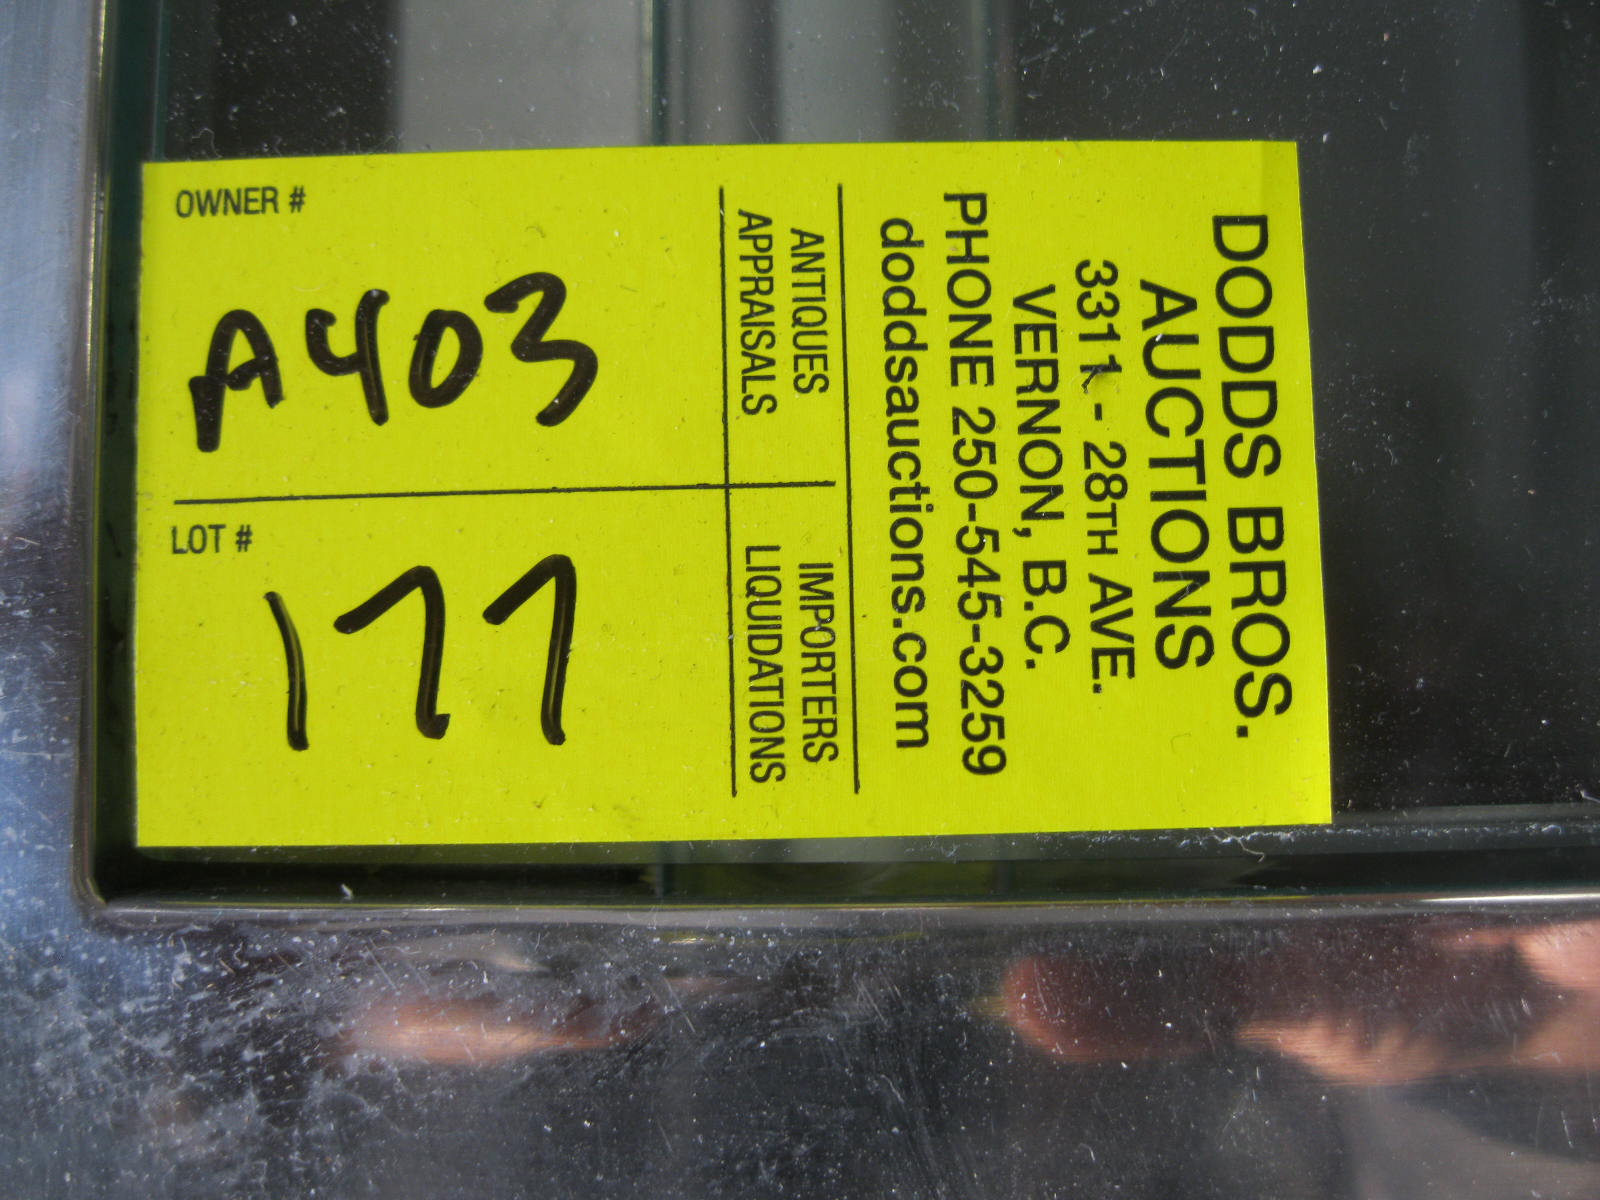 DODDS BROS.
AUCTIONS
3311 - 28TH AVE.
VERNON, B.C.
PHONE 250-545-3259
doddsauctions.com
ANTIQUES IMPORTERS
APPRAISALS LIQUIDATIONS
OWNER #
A403
LOT #
177